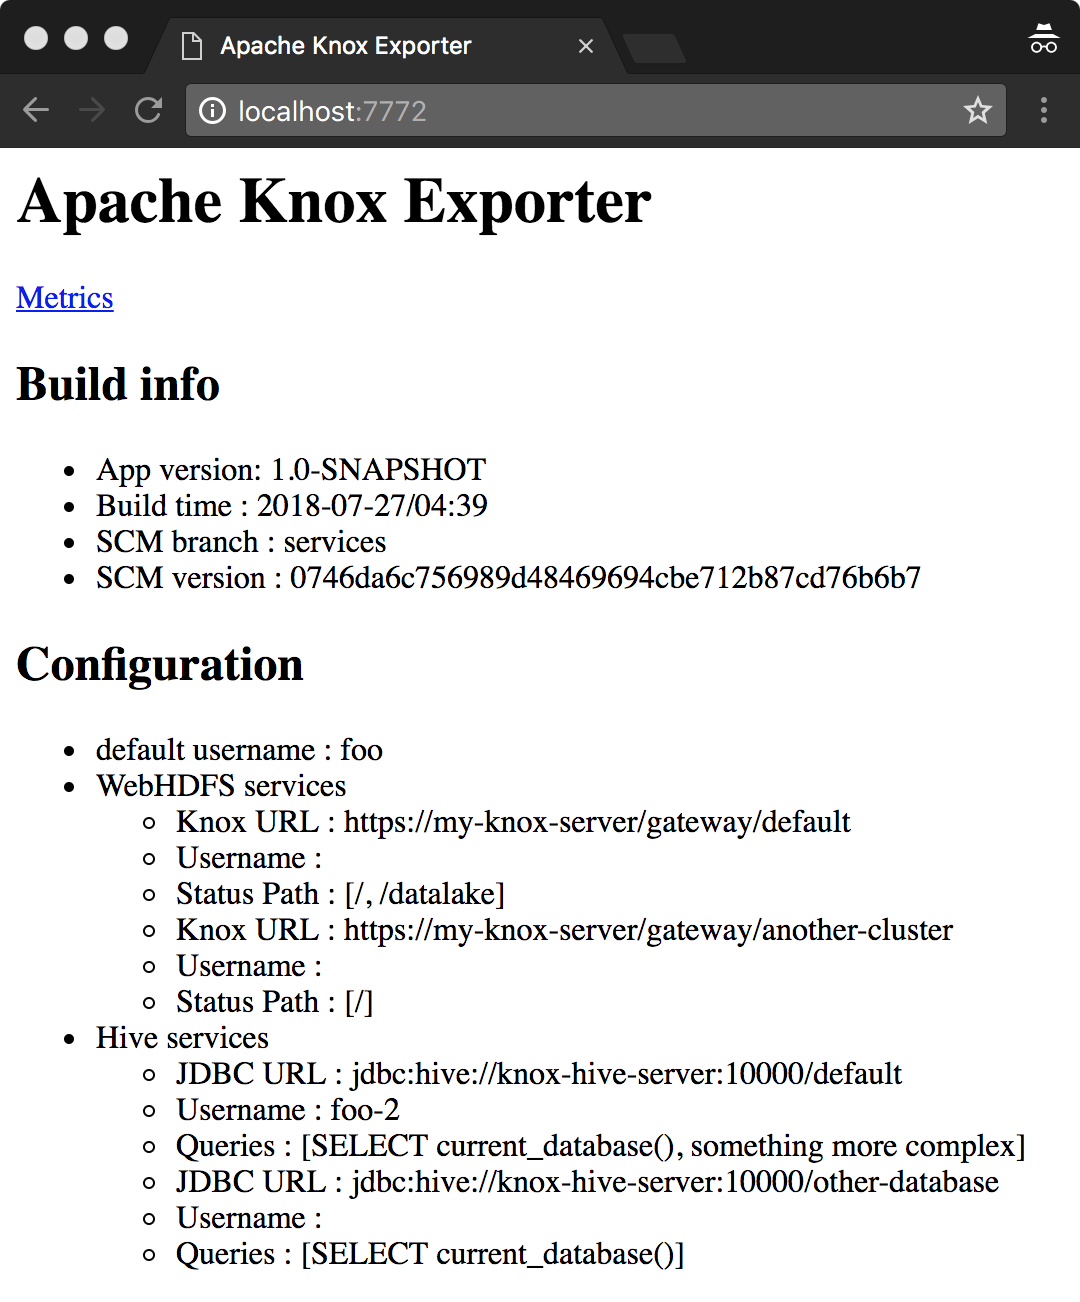 Apache Knox Exporter
localhost:7772
Apache Knox Exporter
Metrics
Build info
App version: 1.0-SNAPSHOT
Build time : 2018-07-27/04:39
SCM branch : services
SCM version : 0746da6c756989d48469694cbe712b87cd76b6b7
Configuration
default username : foo
WebHDFS services
Knox URL : https://my-knox-server/gateway/default
Username :
Status Path : [/, /datalake]
Knox URL : https://my-knox-server/gateway/another-cluster
Username :
Status Path : [/]
Hive services
JDBC URL : jdbc:hive://knox-hive-server:10000/default
Username : foo-2
Queries : [SELECT current_database(), something more complex]
JDBC URL : jdbc:hive://knox-hive-server:10000/other-database
Username :
Queries : [SELECT current_database()]